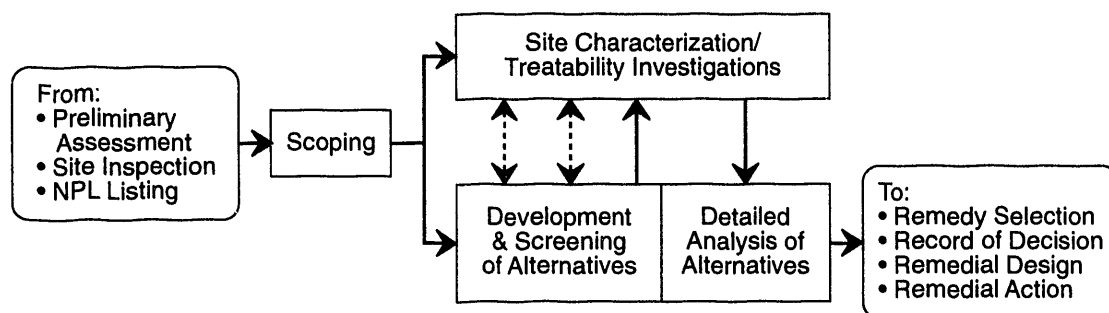 From:
• Preliminary
Assessment
• Site Inspection
• NPL Listing
Scoping
Site Characterization/
Treatability Investigations
Development
& Screening
of Alternatives
Detailed
Analysis of
Alternatives
To:
• Remedy Selection
• Record of Decision
• Remedial Design
• Remedial Action